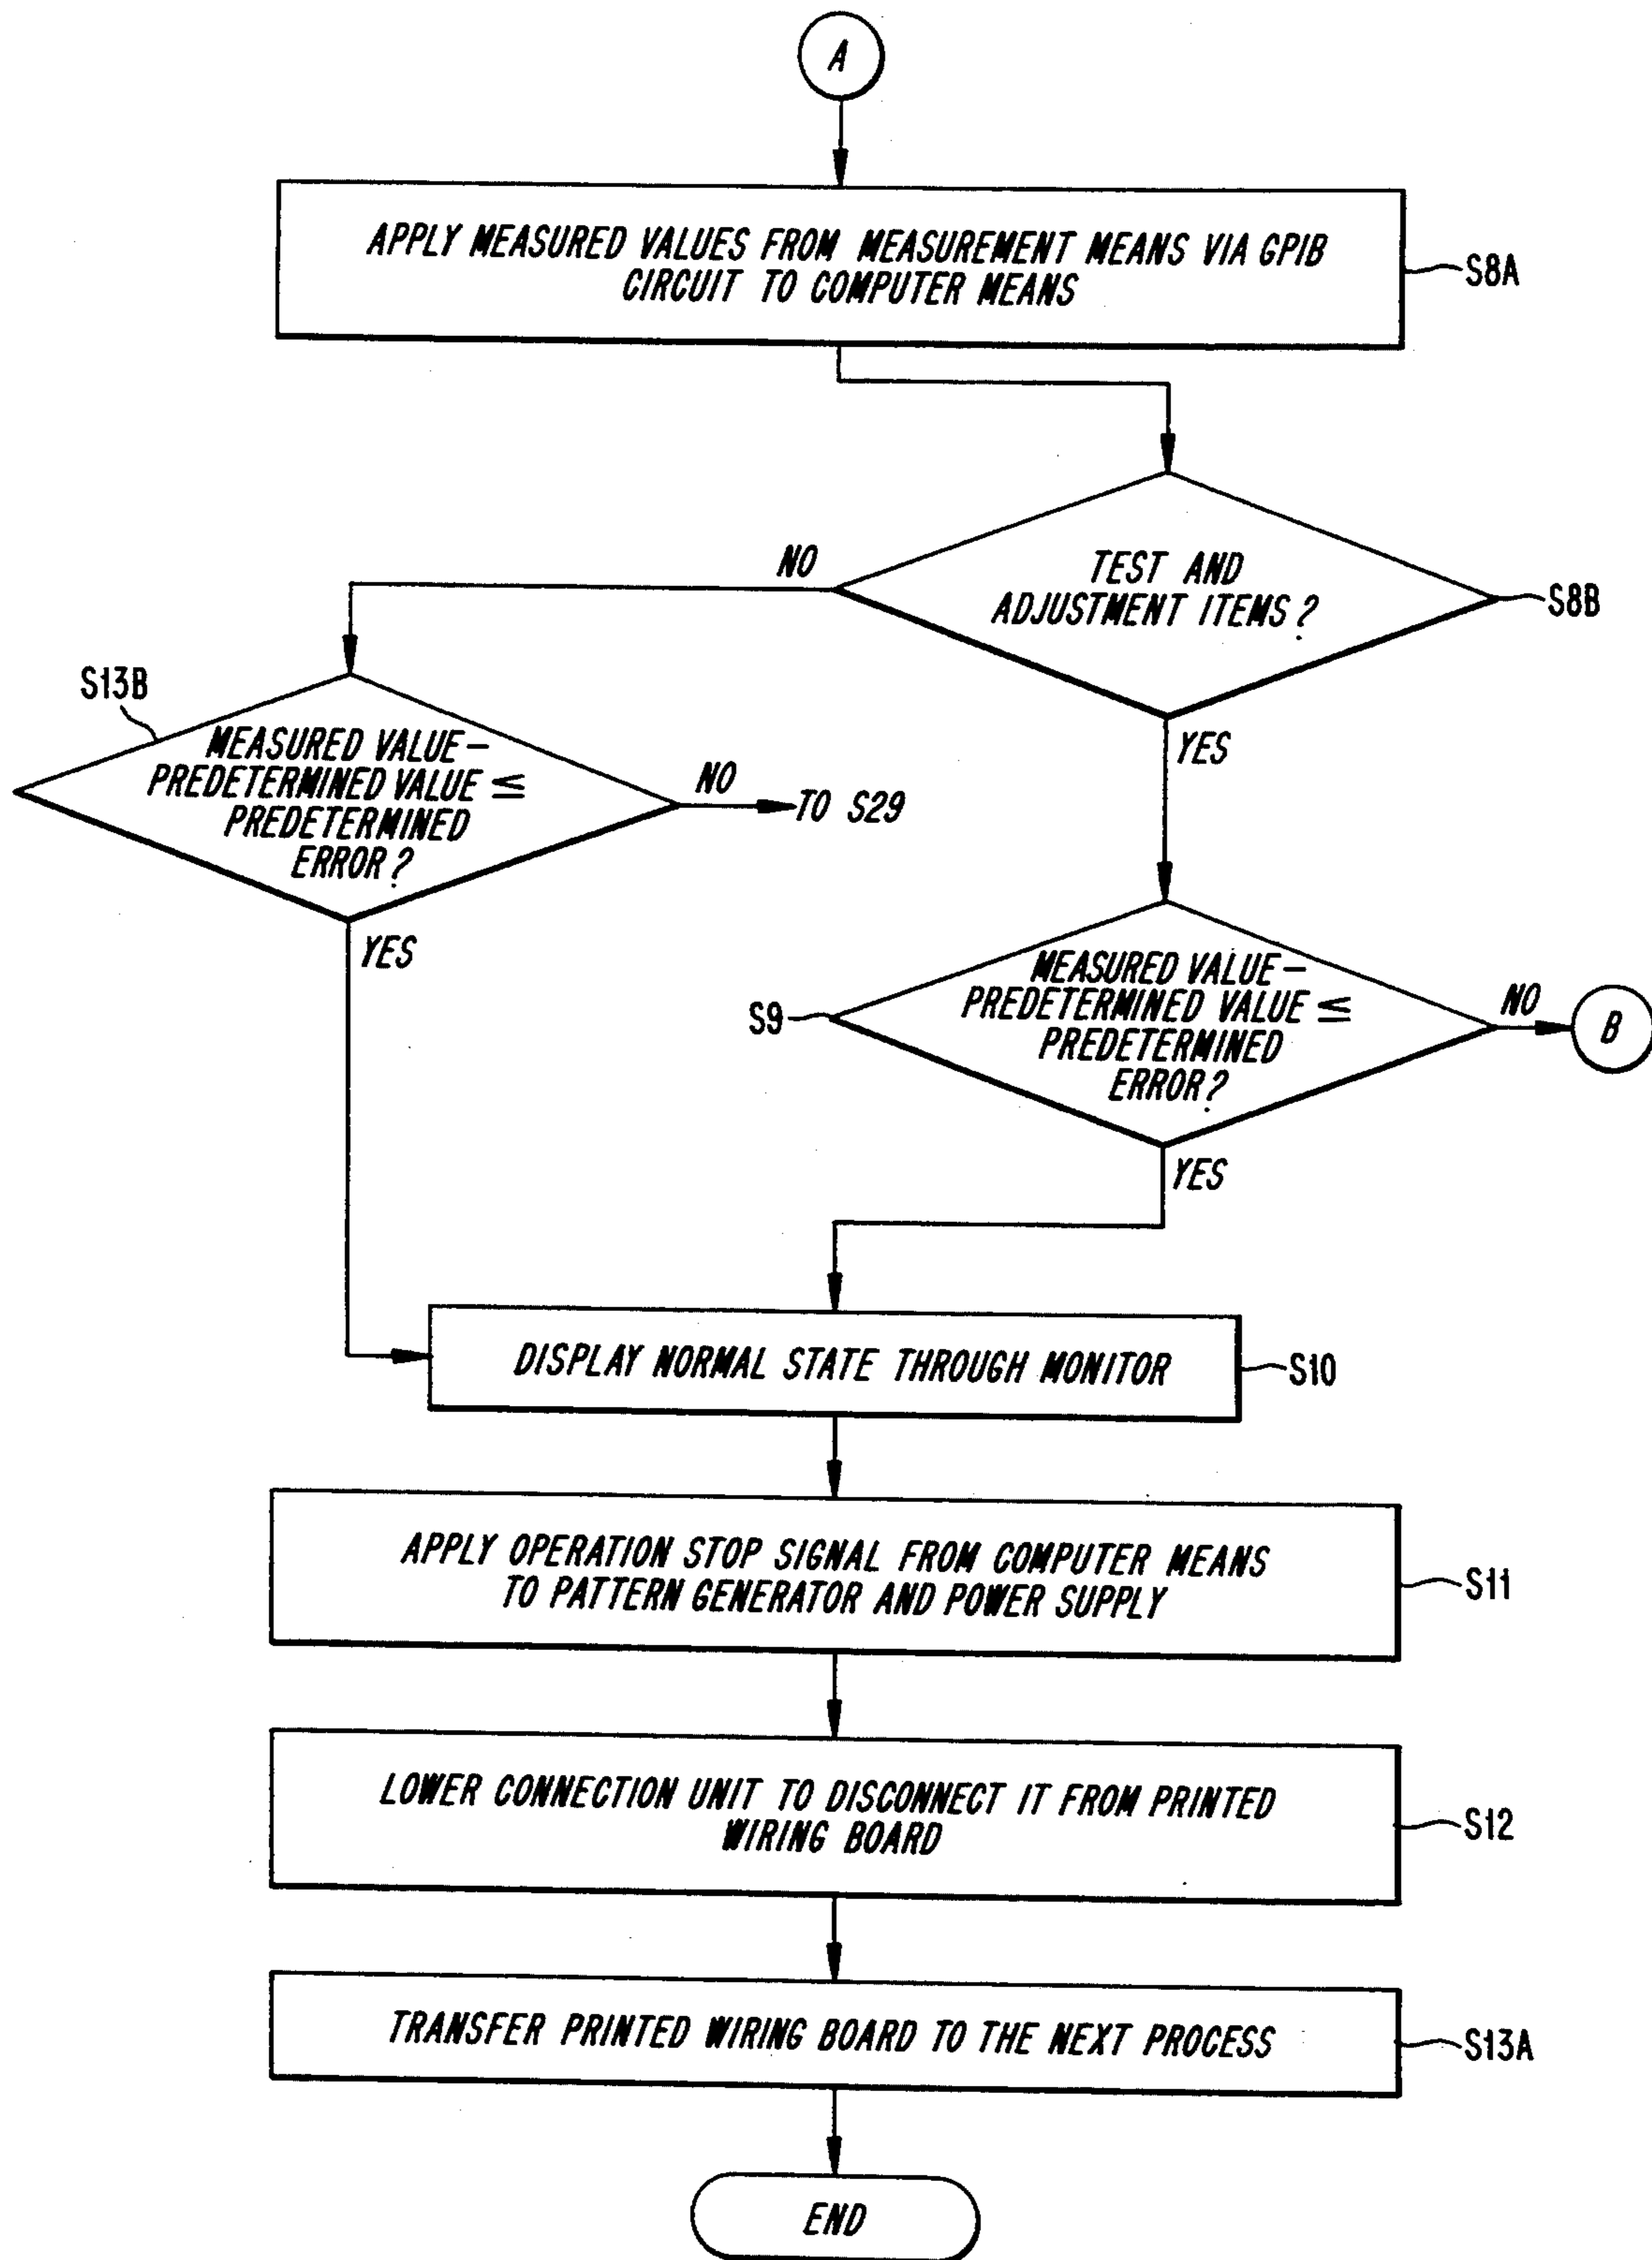 A
APPLY MEASURED VALUES FROM MEASUREMENT MEANS VIA GPIB
CIRCUIT TO COMPUTER MEANS
S8A
TEST AND
ADJUSTMENT ITEMS?
S8B
NO
YES
S13B
MEASURED VALUE–
PREDETERMINED VALUE ≦
PREDETERMINED
ERROR?
NO
TO S29
YES
S9
MEASURED VALUE–
PREDETERMINED VALUE ≦
PREDETERMINED
ERROR?
NO
B
YES
DISPLAY NORMAL STATE THROUGH MONITOR
S10
APPLY OPERATION STOP SIGNAL FROM COMPUTER MEANS
TO PATTERN GENERATOR AND POWER SUPPLY
S11
LOWER CONNECTION UNIT TO DISCONNECT IT FROM PRINTED
WIRING BOARD
S12
TRANSFER PRINTED WIRING BOARD TO THE NEXT PROCESS
S13A
END